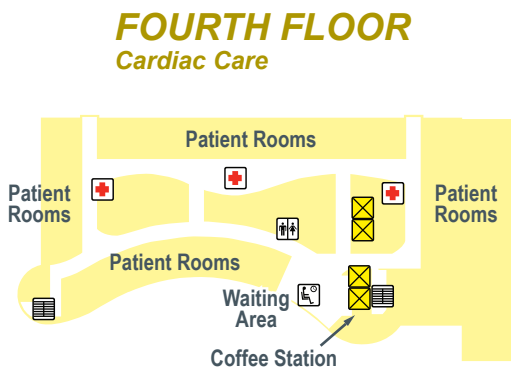 FOURTH FLOOR
Cardiac Care
Patient Rooms
Patient
Rooms
Patient
Rooms
Patient Rooms
Waiting
Area
Coffee Station